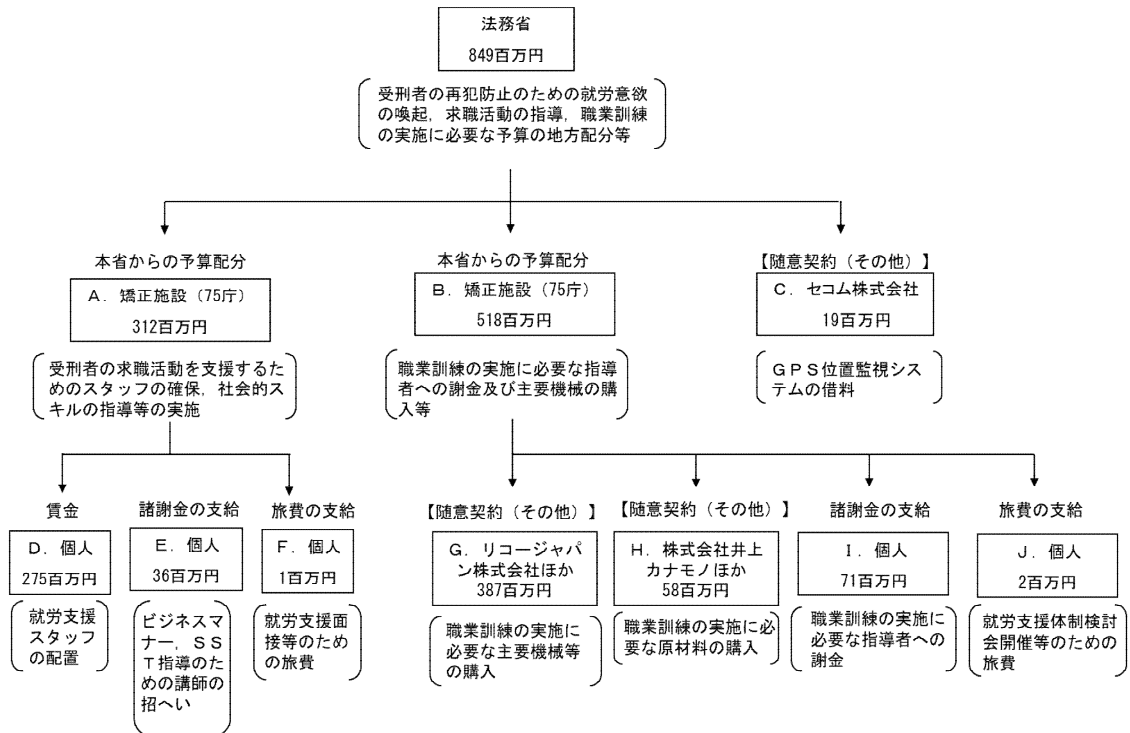 法務省
849百万円
受刑者の再犯防止のための就労意欲
の喚起，求職活動の指導，職業訓練
の実施に必要な予算の地方配分等
本省からの予算配分
Ａ．矯正施設（75庁）
312百万円
受刑者の求職活動を支援するた
めのスタッフの確保，社会的ス
キルの指導等の実施
本省からの予算配分
Ｂ．矯正施設（75庁）
518百万円
職業訓練の実施に必要な指導
者への謝金及び主要機械の購
入等
【随意契約（その他）】
Ｃ．セコム株式会社
19百万円
ＧＰＳ位置監視シス
テムの借料
賃金
Ｄ．個人
275百万円
就労支援
スタッフ
の配置
諸謝金の支給
Ｅ．個人
36百万円
ビジネスマ
ナー，ＳＳ
Ｔ指導のた
めの講師の
招へい
旅費の支給
Ｆ．個人
1百万円
就労支援面
接等のため
の旅費
【随意契約（その他）】
Ｇ．リコージャパ
ン株式会社ほか
387百万円
職業訓練の実施に
必要な主要機械等
の購入
【随意契約（その他）】
Ｈ．株式会社井上
カナモノほか
58百万円
職業訓練の実施に必
要な原材料の購入
諸謝金の支給
Ｉ．個人
71百万円
職業訓練の実施に
必要な指導者への
謝金
旅費の支給
Ｊ．個人
2百万円
就労支援体制検討
会開催等のための
旅費